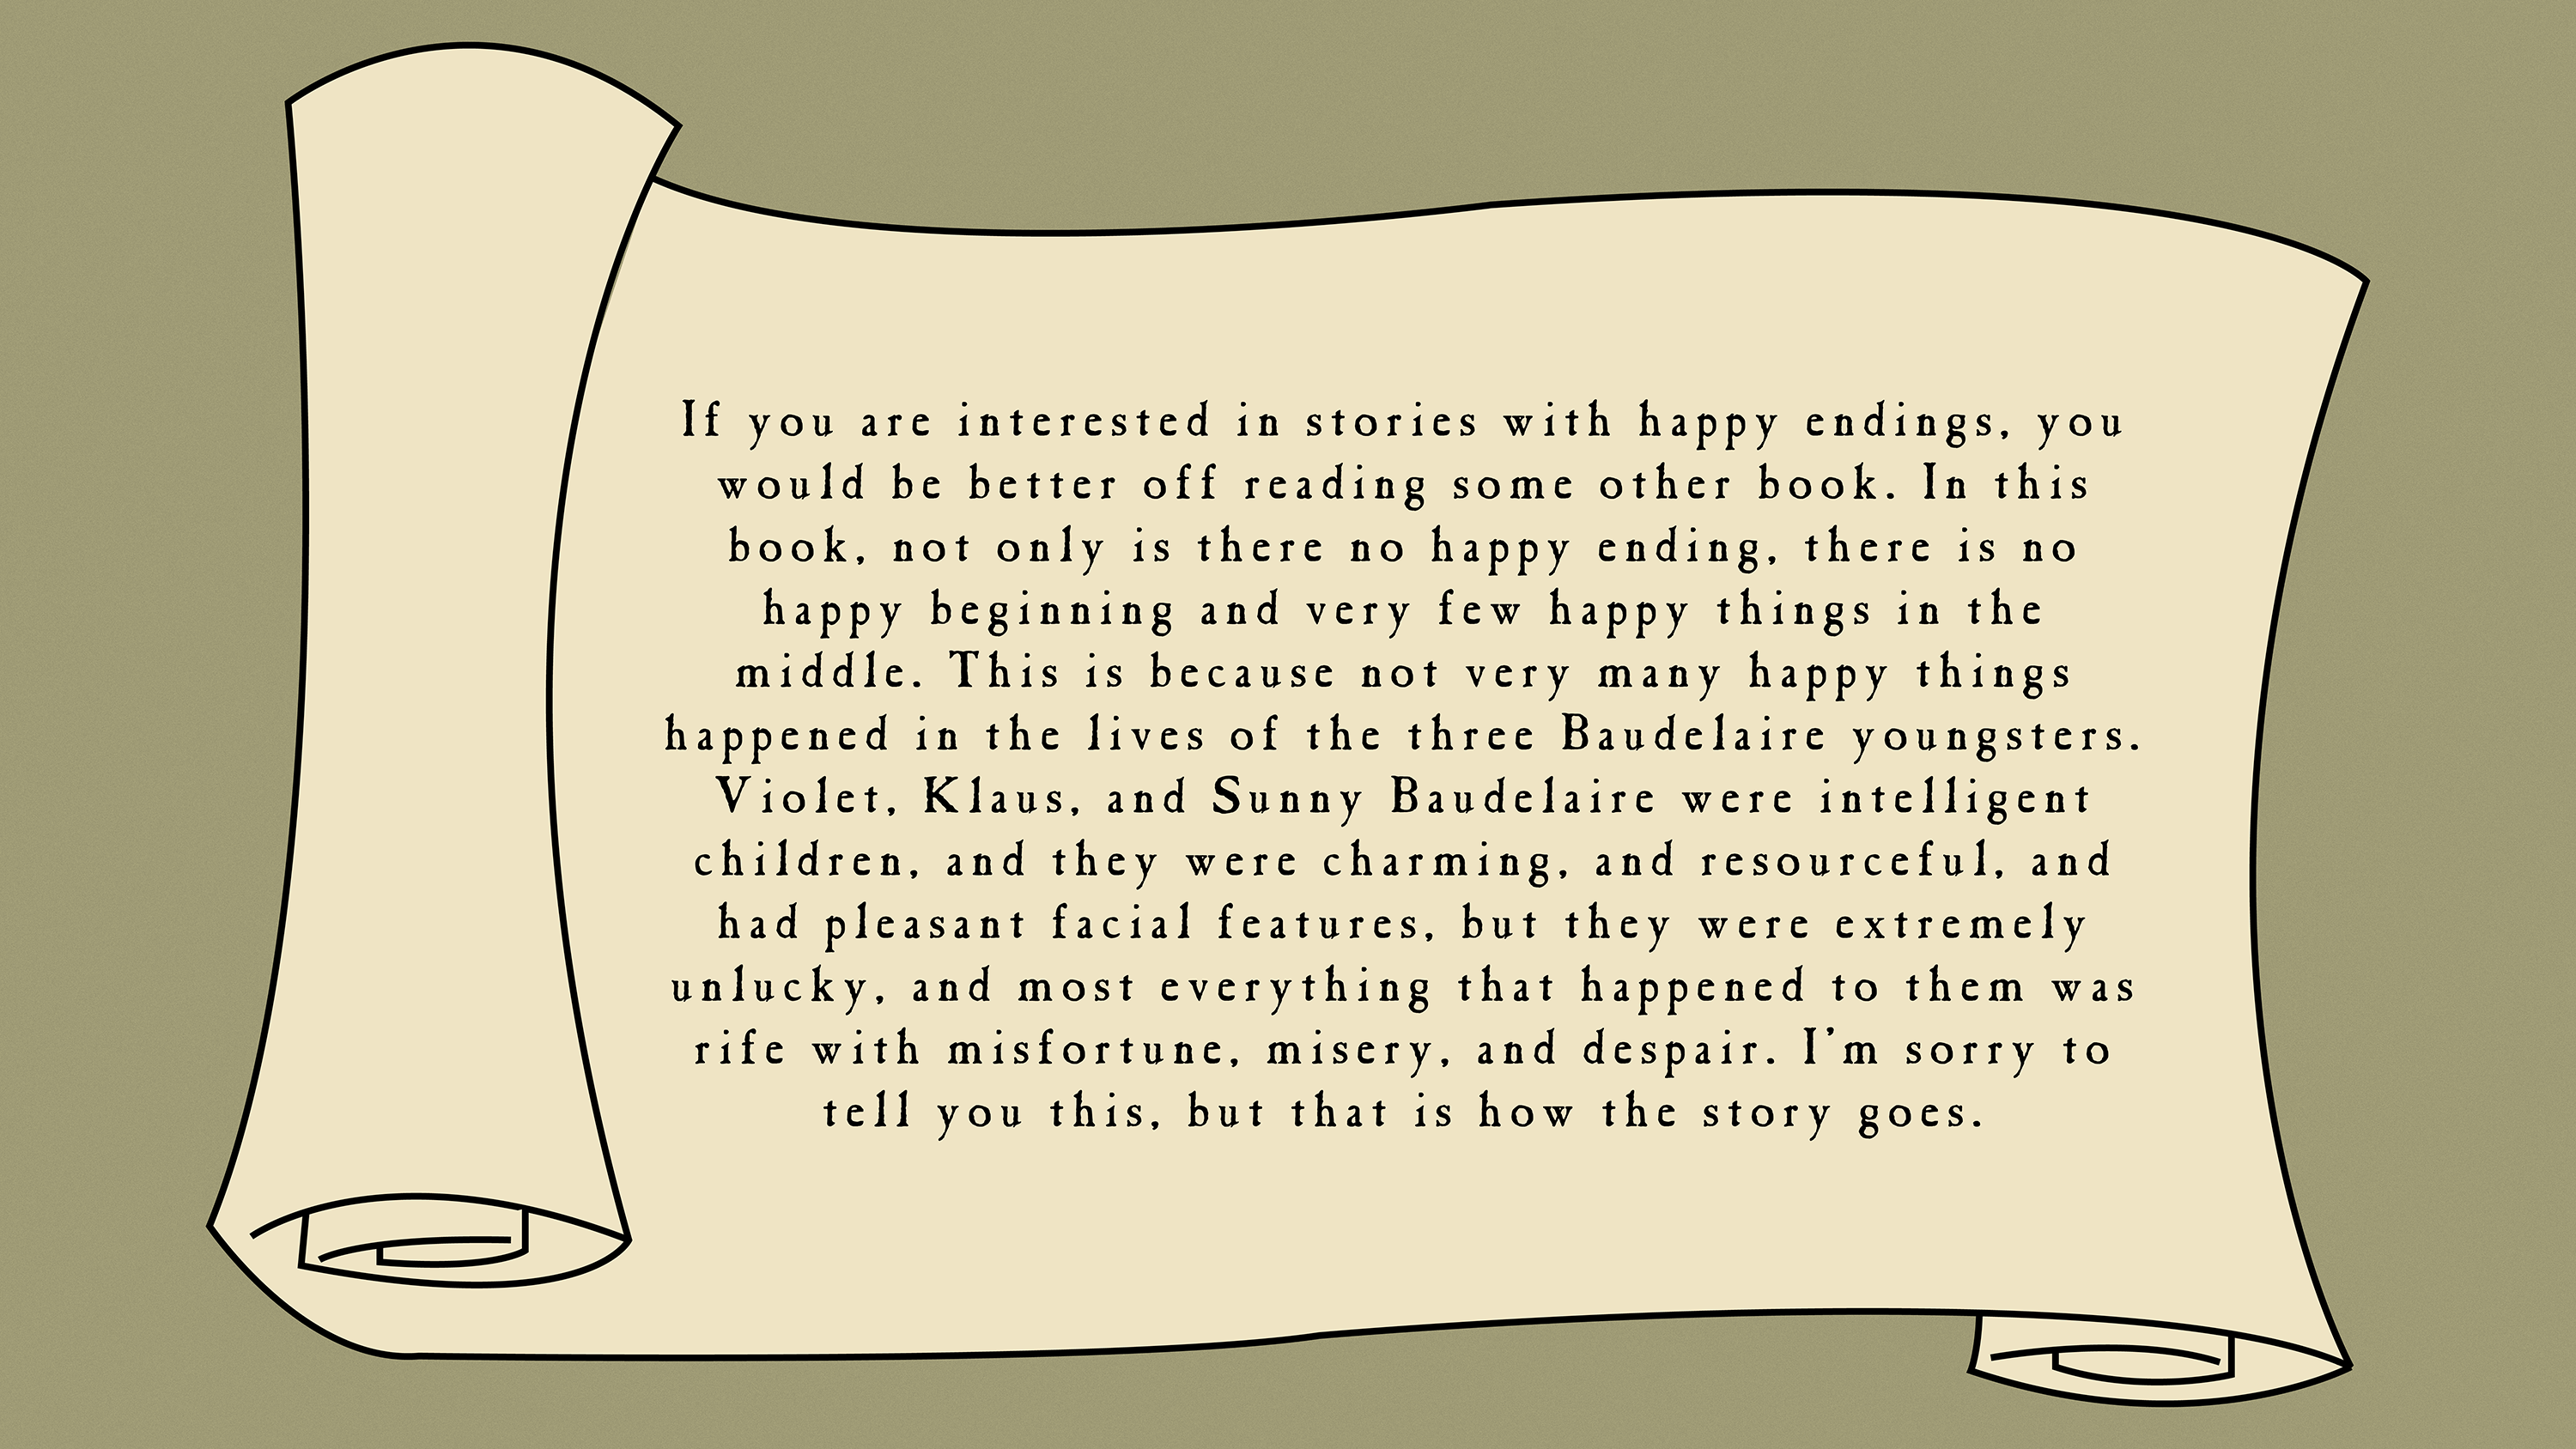 If you are interested in stories with happy endings, you
would be better off reading some other book. In this
book, not only is there no happy ending, there is no
happy beginning and very few happy things in the
middle. This is because not very many happy things
happened in the lives of the three Baudelaire youngsters.
Violet, Klaus, and Sunny Baudelaire were intelligent
children, and they were charming, and resourceful, and
had pleasant facial features, but they were extremely
unlucky, and most everything that happened to them was
rife with misfortune, misery, and despair. I'm sorry to
tell you this, but that is how the story goes.